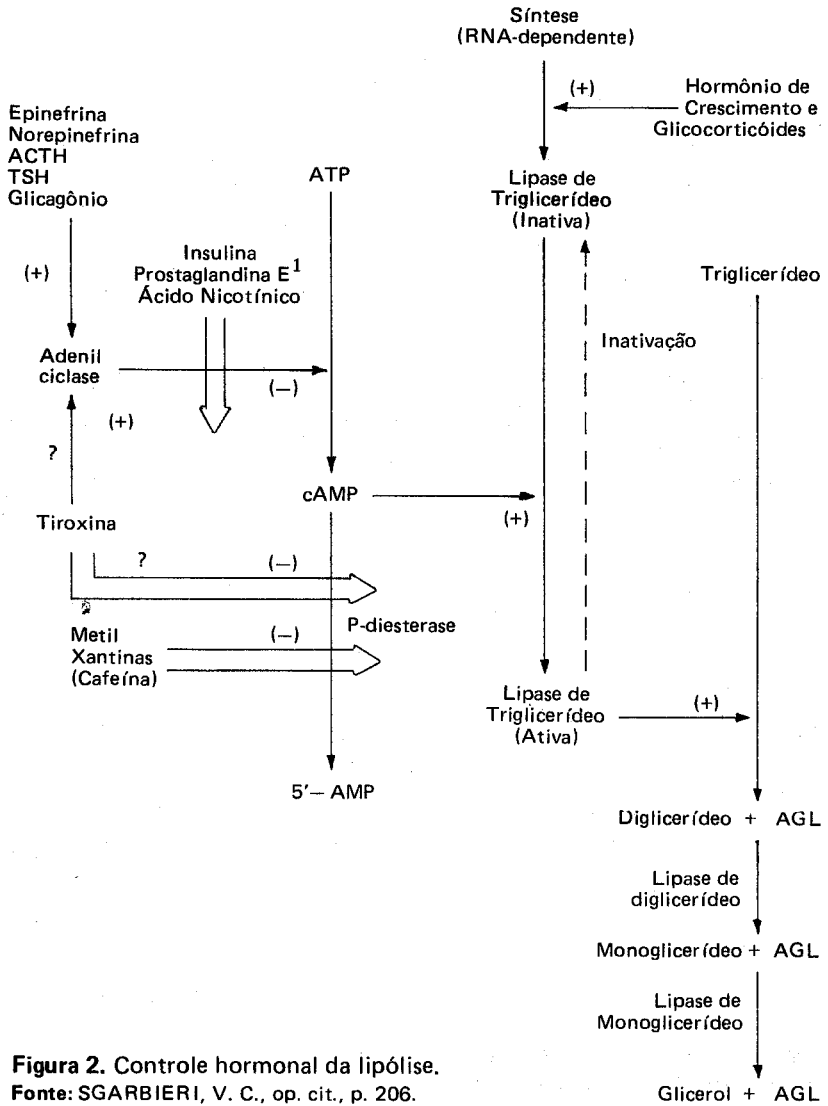 Síntese
(RNA-dependente)
(+)
Hormônio de
Crescimento e
Glicocorticóides
Epinefrina
Norepinefrina
ACTH
TSH
Glicagônio
ATP
Lipase de
Triglicerídeo
(Inativa)
(+)
Insulina
Prostaglandina E1
Ácido Nicotínico
Triglicerídeo
Inativação
Adenil
ciclase
(—)
(+)
?
cAMP
(+)
Tiroxina
?
(—)
P-diesterase
Metil
Xantinas
(Cafeína)
(—)
Lipase de
Triglicerídeo
(Ativa)
(+)
5'— AMP
Diglicerídeo + AGL
Lipase de
diglicerídeo
Monoglicerídeo + AGL
Lipase de
Monoglicerídeo
Glicerol + AGL
Figura 2. Controle hormonal da lipólise.
Fonte: SGARBIERI, V. C., op. cit., p. 206.